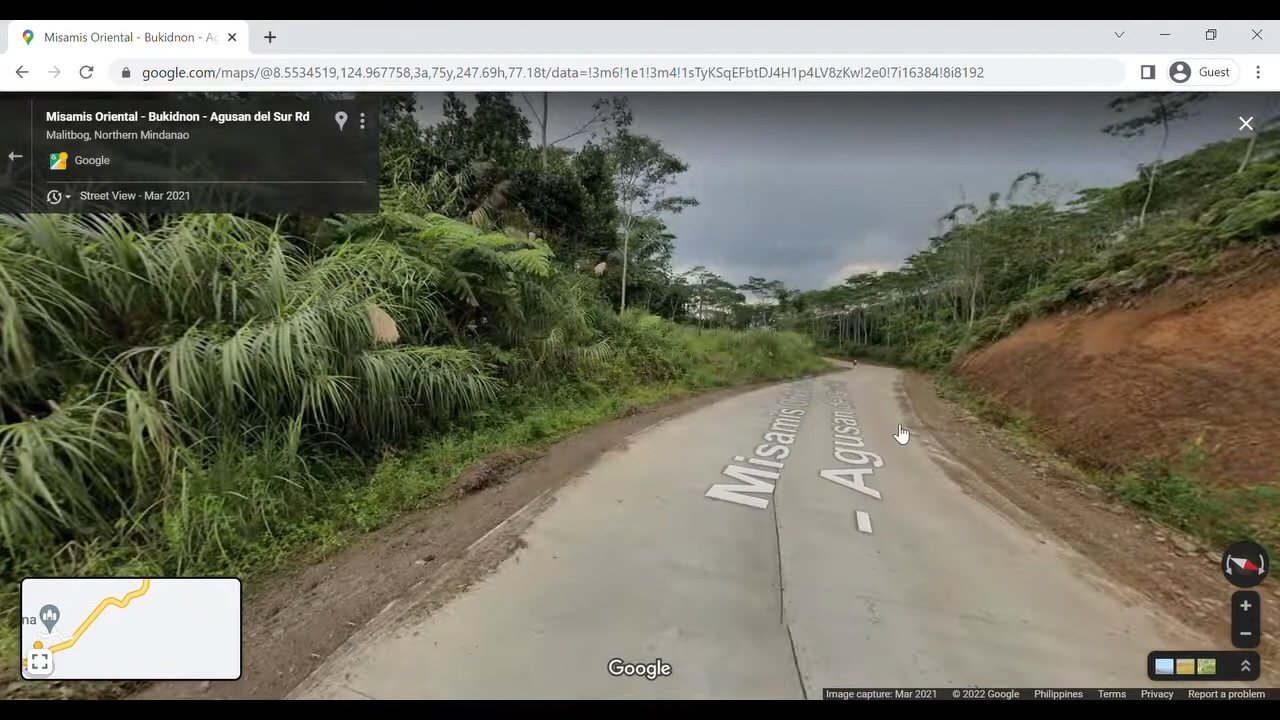 Misamis Oriental - Bukidnon - Ag
google.com/maps/@8.5534519,124.967758,3a,75y,247.69h,77.18t/data=!3m6!1e1!3m4!1sTyKSqEFbtDJ4H1p4LV8zKw!2e0!7i16384!8i8192
Guest
Misamis Oriental - Bukidnon - Agusan del Sur Rd
Malitbog, Northern Mindanao
Google
Street View - Mar 2021
Misamis
- Agusan
na
Google
Image capture: Mar 2021 © 2022 Google Philippines Terms Privacy Report a problem